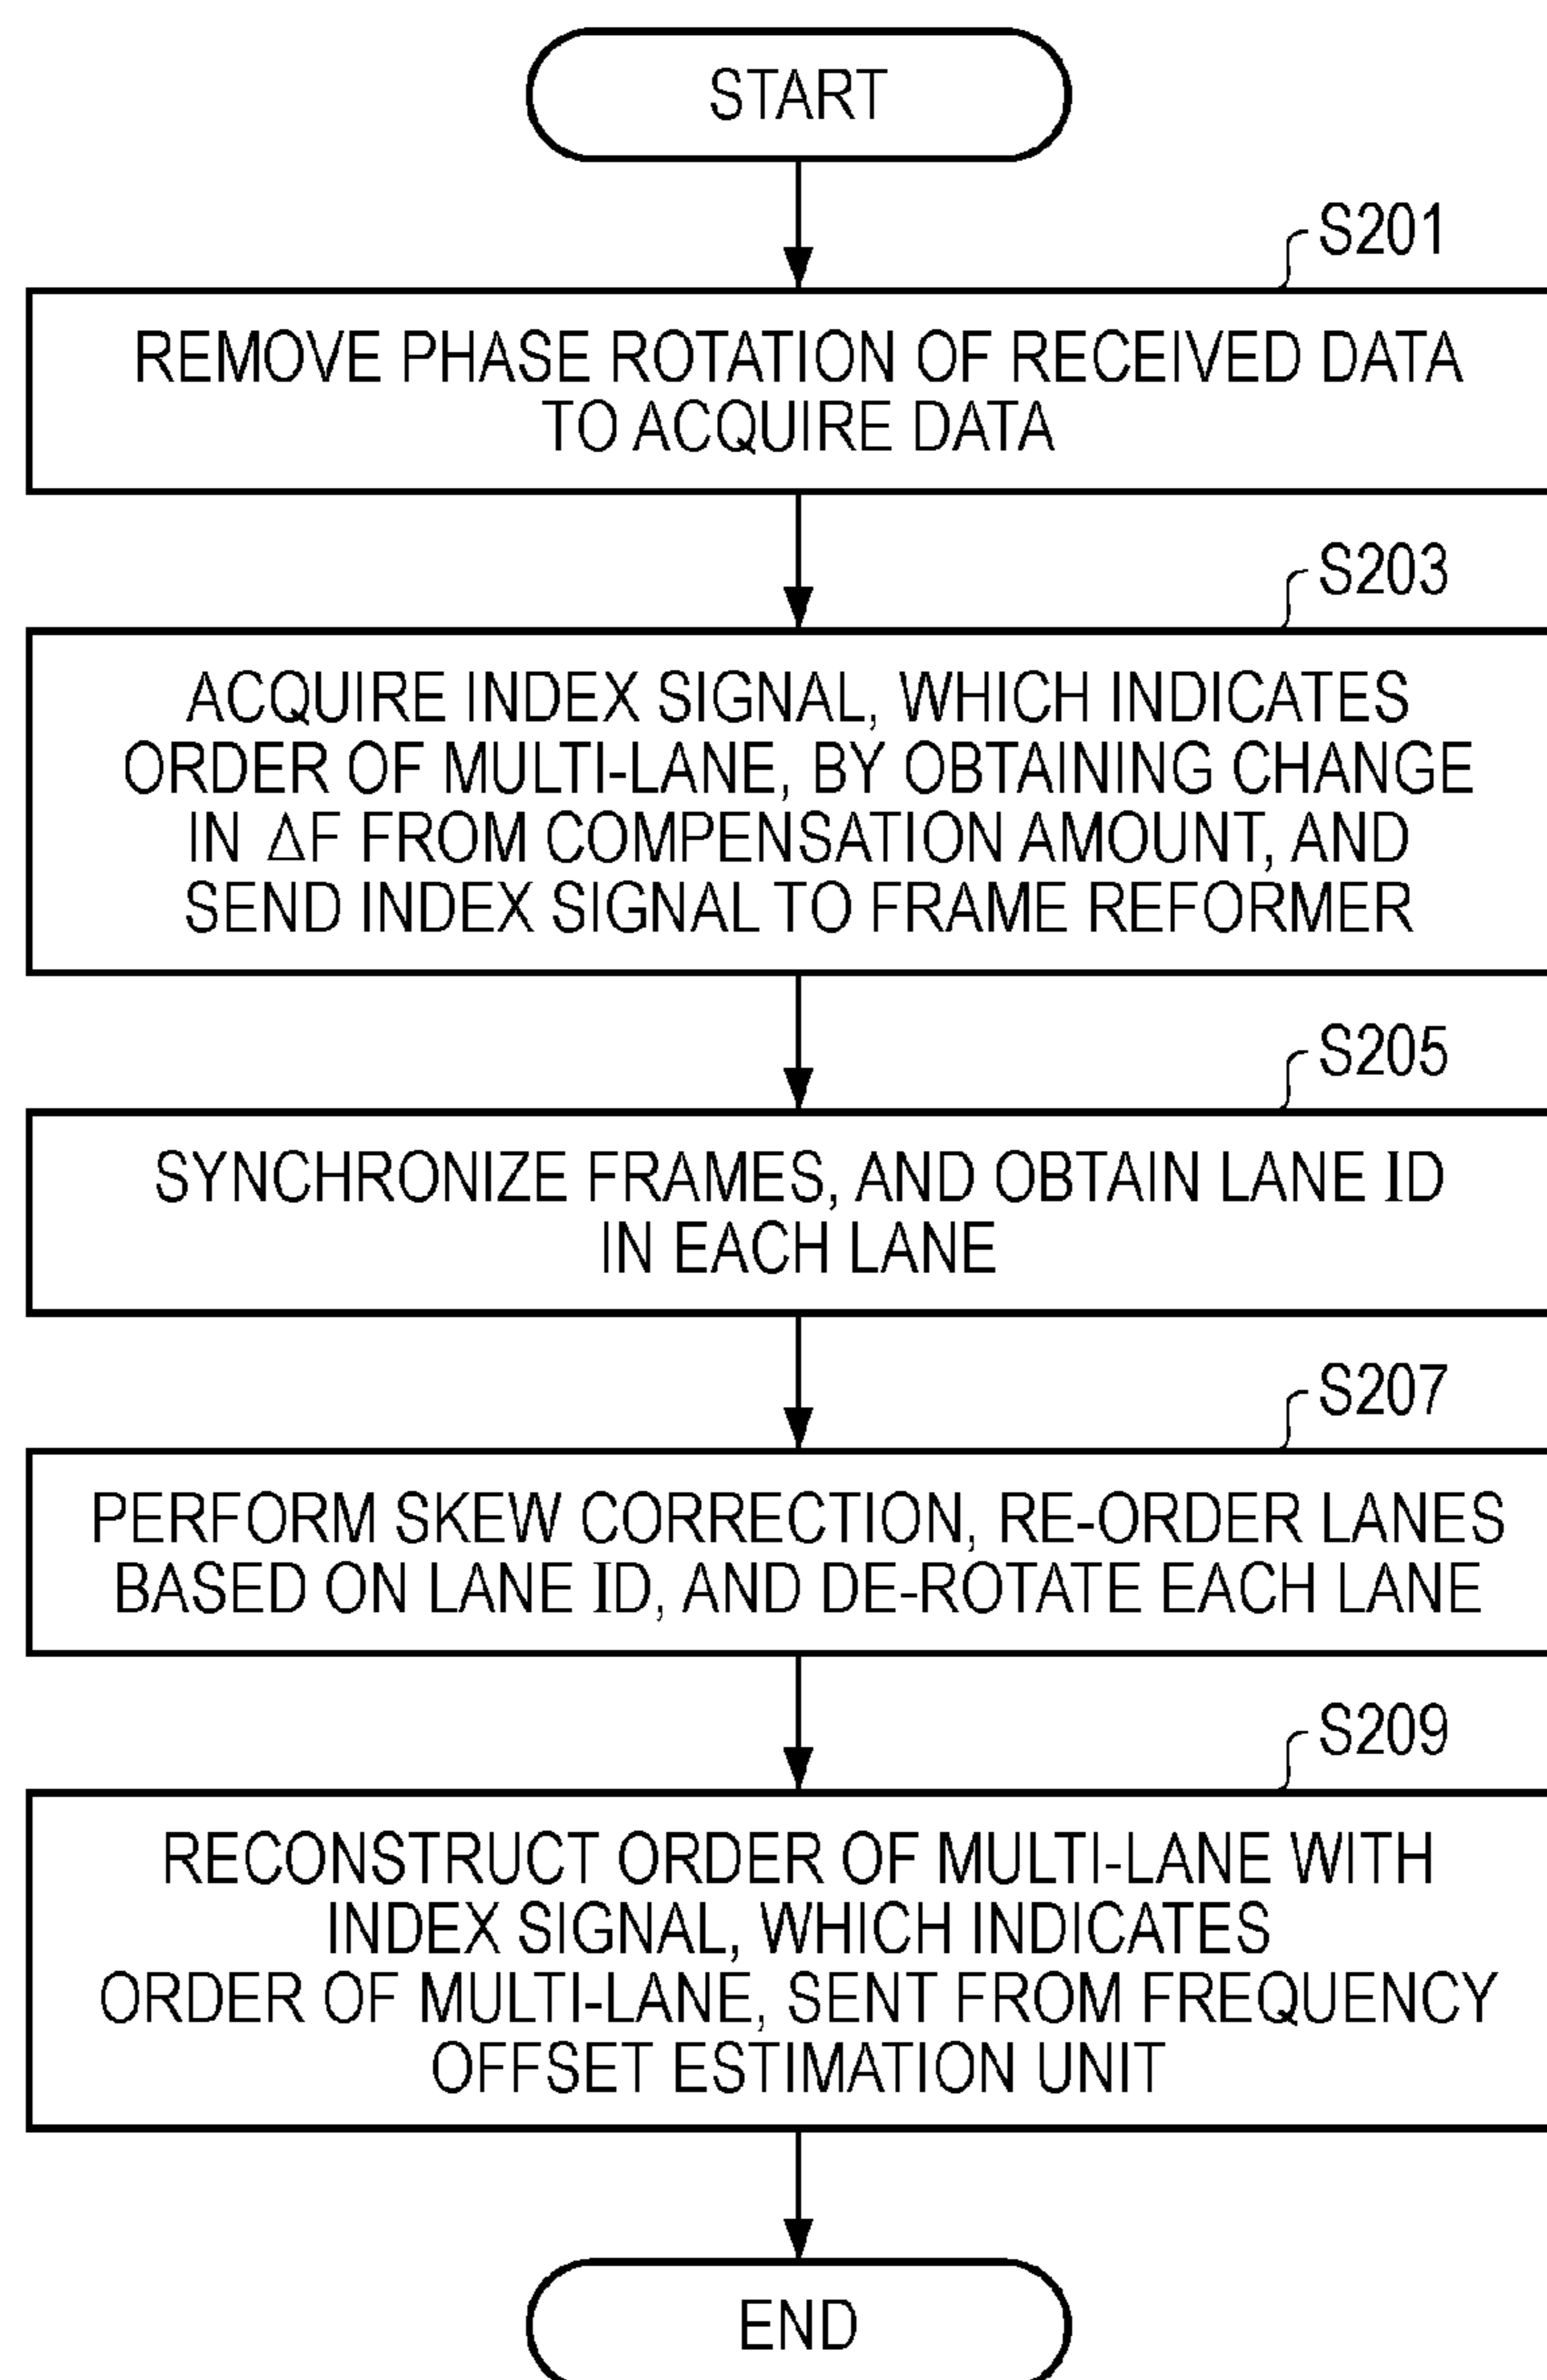 START
S201
REMOVE PHASE ROTATION OF RECEIVED DATA
TO ACQUIRE DATA
S203
ACQUIRE INDEX SIGNAL, WHICH INDICATES
ORDER OF MULTI-LANE, BY OBTAINING CHANGE
IN ΔF FROM COMPENSATION AMOUNT, AND
SEND INDEX SIGNAL TO FRAME REFORMER
S205
SYNCHRONIZE FRAMES, AND OBTAIN LANE ID
IN EACH LANE
S207
PERFORM SKEW CORRECTION, RE-ORDER LANES
BASED ON LANE ID, AND DE-ROTATE EACH LANE
S209
RECONSTRUCT ORDER OF MULTI-LANE WITH
INDEX SIGNAL, WHICH INDICATES
ORDER OF MULTI-LANE, SENT FROM FREQUENCY
OFFSET ESTIMATION UNIT
END